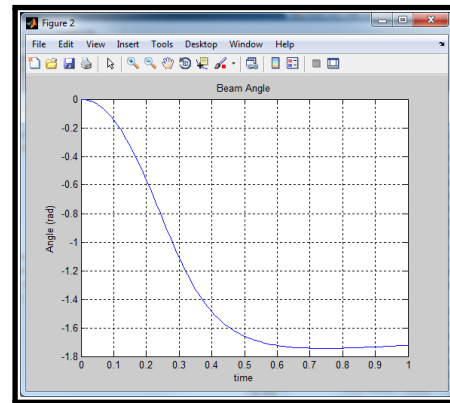 Figure 2
File Edit View Insert Tools Desktop Window Help
Beam Angle
0
-0.2
-0.4
-0.6
-0.8
-1
-1.2
-1.4
-1.6
-1.8
Angle (rad)
0 0.1 0.2 0.3 0.4 0.5 0.6 0.7 0.8 0.9 1
time